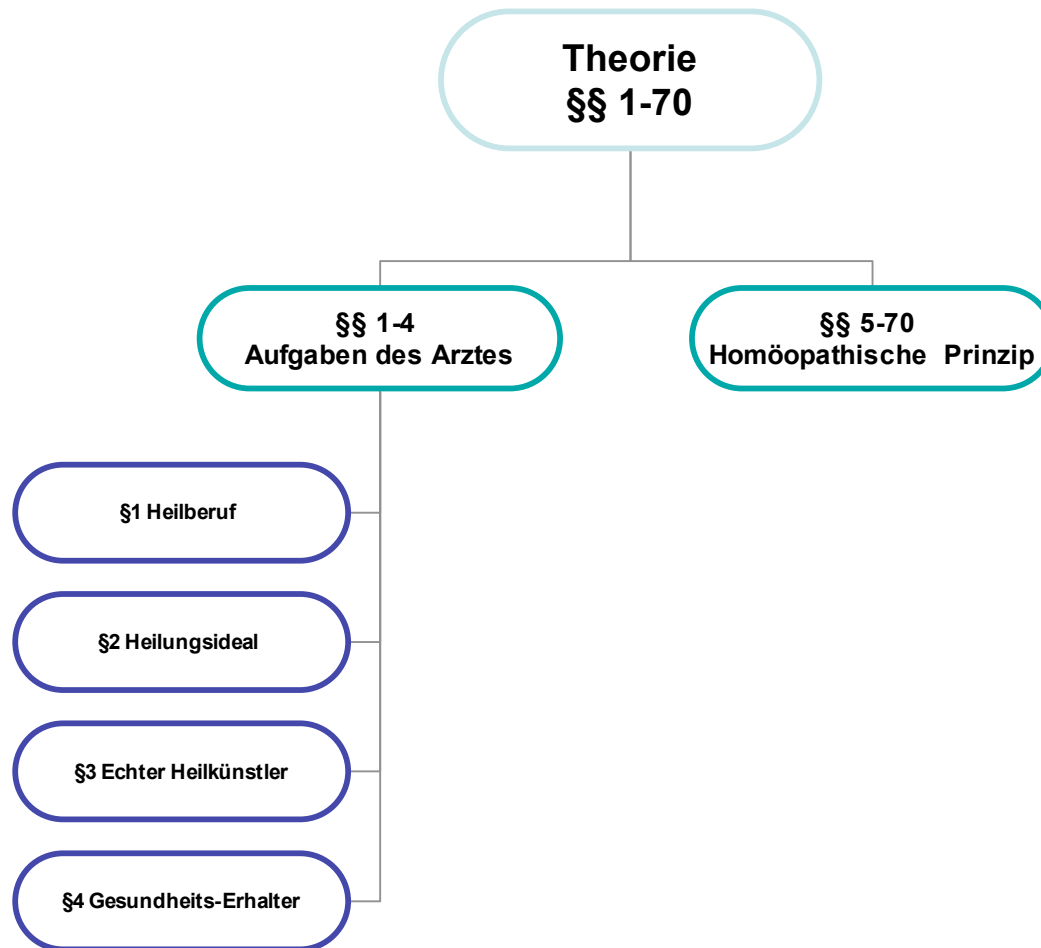 Theorie
§§ 1-70
§§ 1-4
Aufgaben des Arztes
§§ 5-70
Homöopathische Prinzip
§1 Heilberuf
§2 Heilungsideal
§3 Echter Heilkünstler
§4 Gesundheits-Erhalter